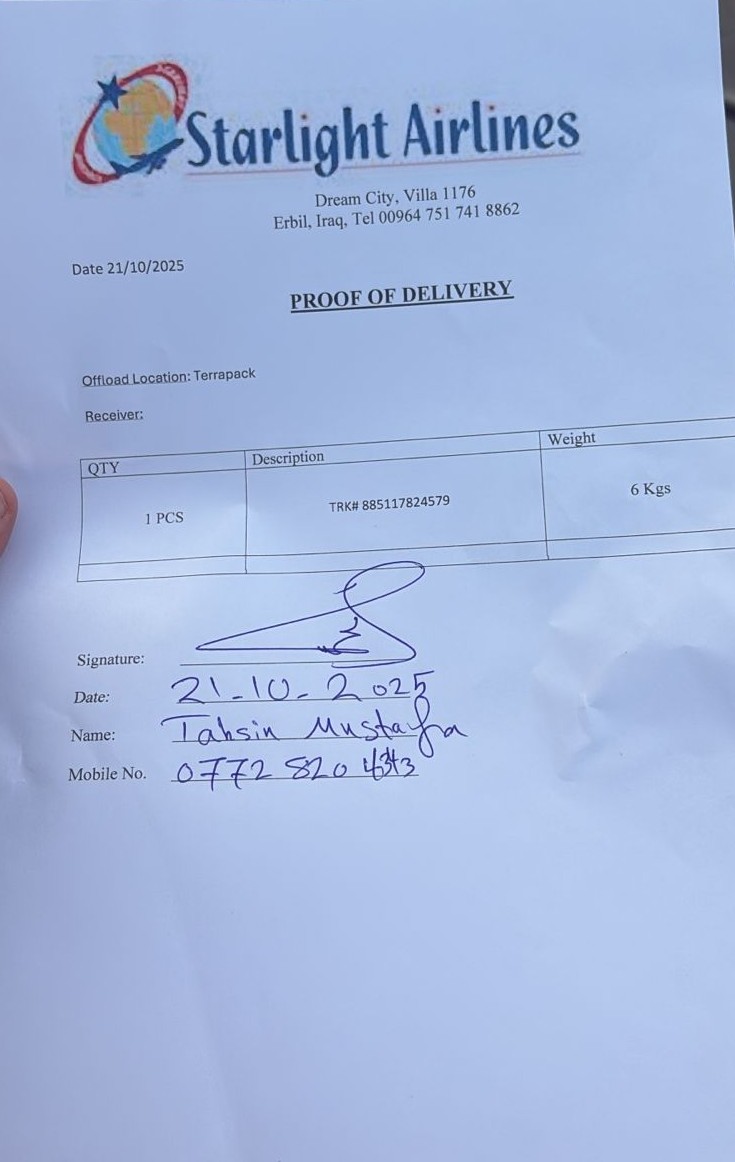 Starlight Airlines
Dream City, Villa 1176
Erbil, Iraq, Tel 00964 751 741 8862
Date 21/10/2025
PROOF OF DELIVERY
Offload Location: Terrapack
Receiver:
QTY Description Weight
1 PCS TRK# 885117824579 6 Kgs
Signature:
Date: 21-10-2025
Name: Tahsin Mustafa
Mobile No. 0772 820